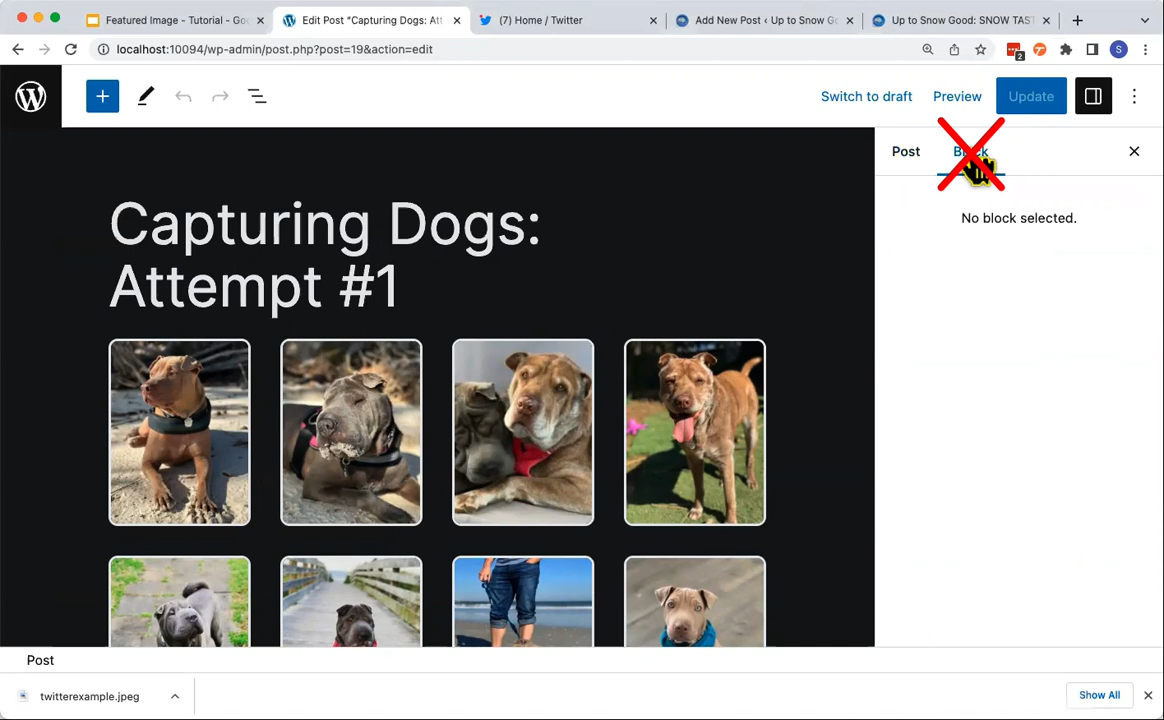 Featured Image - Tutorial - Goo
Edit Post “Capturing Dogs: Att
(7) Home / Twitter
Add New Post ‹ Up to Snow Go
Up to Snow Good: SNOW TAST
localhost:10094/wp-admin/post.php?post=19&action=edit
2
S
Switch to draft
Preview
Update
Post
Block
No block selected.
Capturing Dogs:
Attempt #1
Post
twitterexample.jpeg
Show All